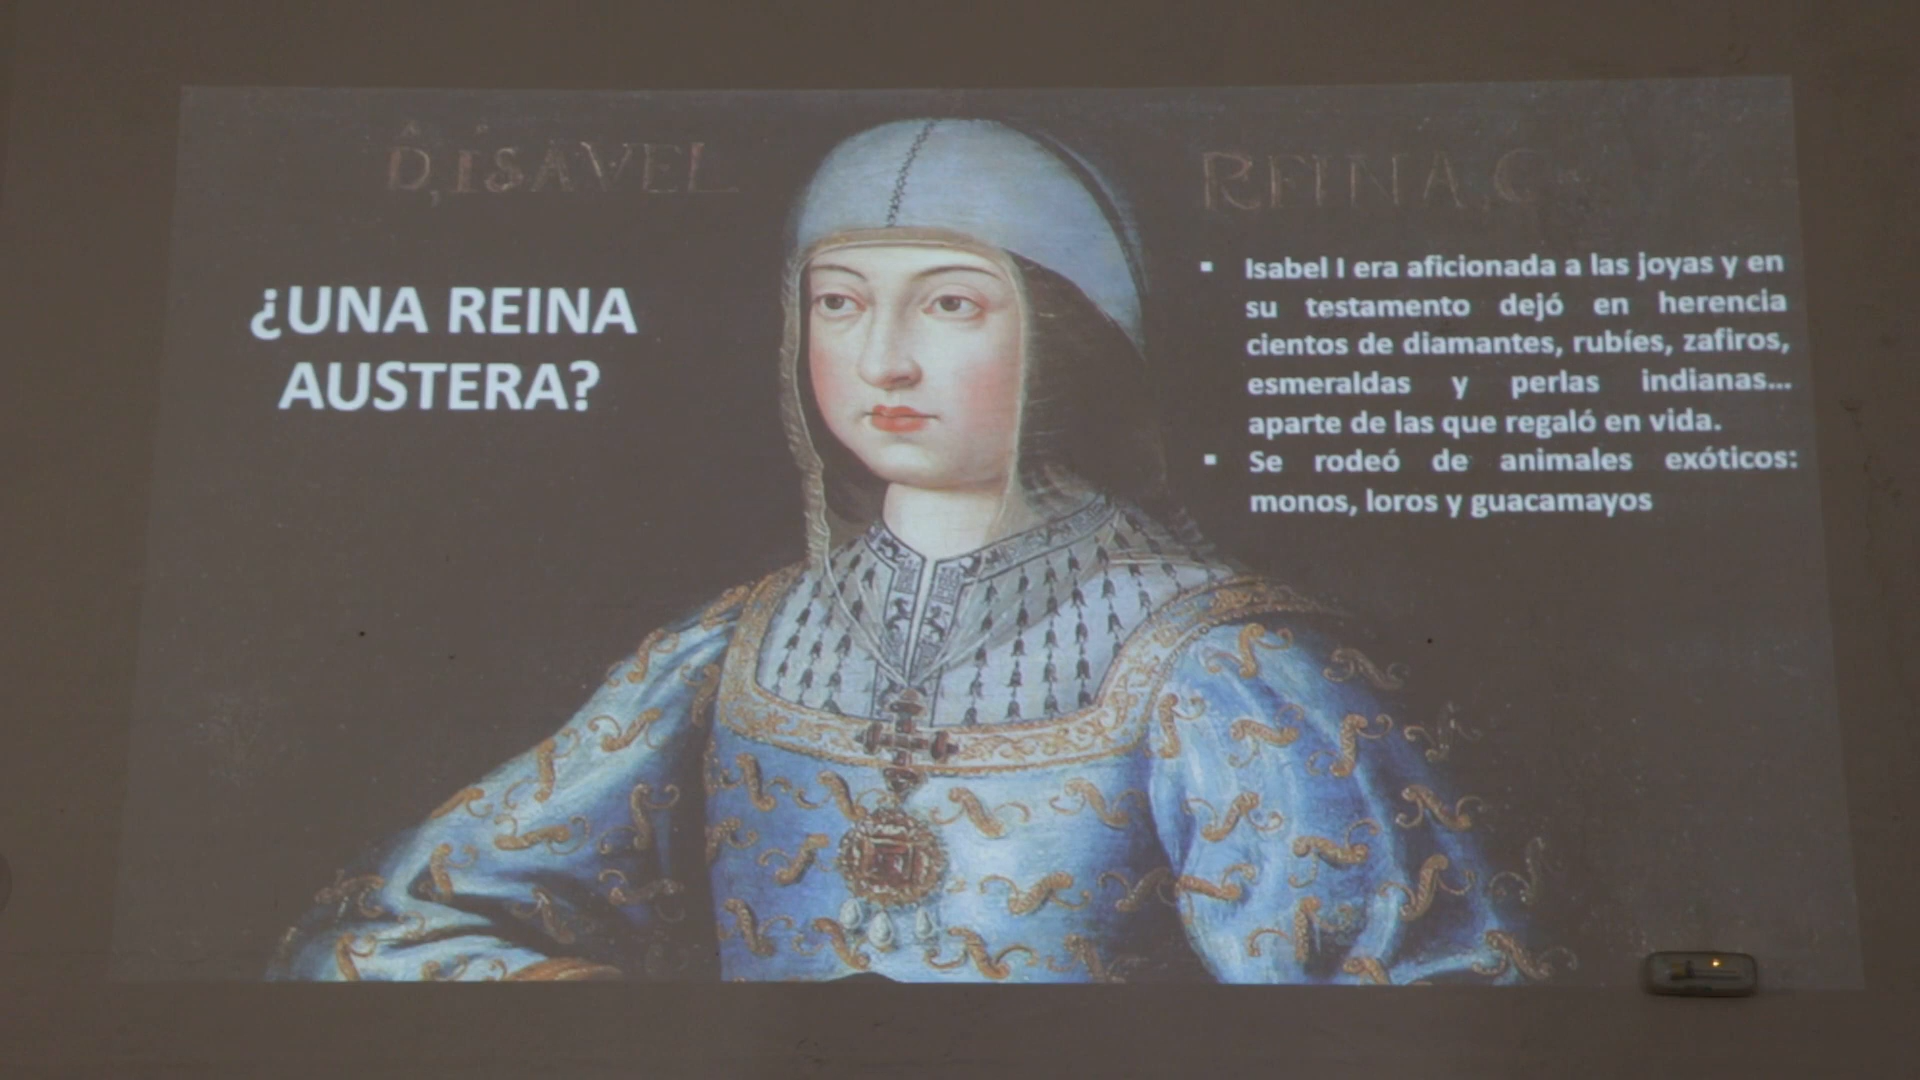 D, ISAVEL
REINA, C
¿UNA REINA
AUSTERA?
▪ Isabel I era aficionada a las joyas y en
su testamento dejó en herencia
cientos de diamantes, rubíes, zafiros,
esmeraldas y perlas indianas...
aparte de las que regaló en vida.
▪ Se rodeó de animales exóticos:
monos, loros y guacamayos